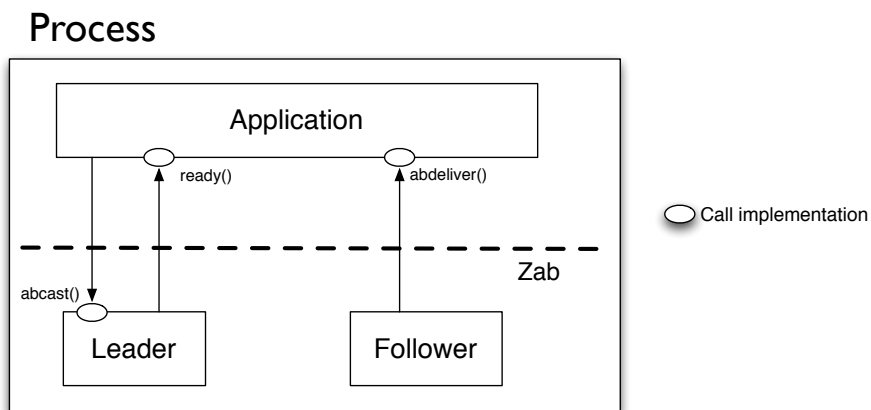 Process
Application
ready()
abdeliver()
Call implementation
Zab
abcast()
Leader
Follower